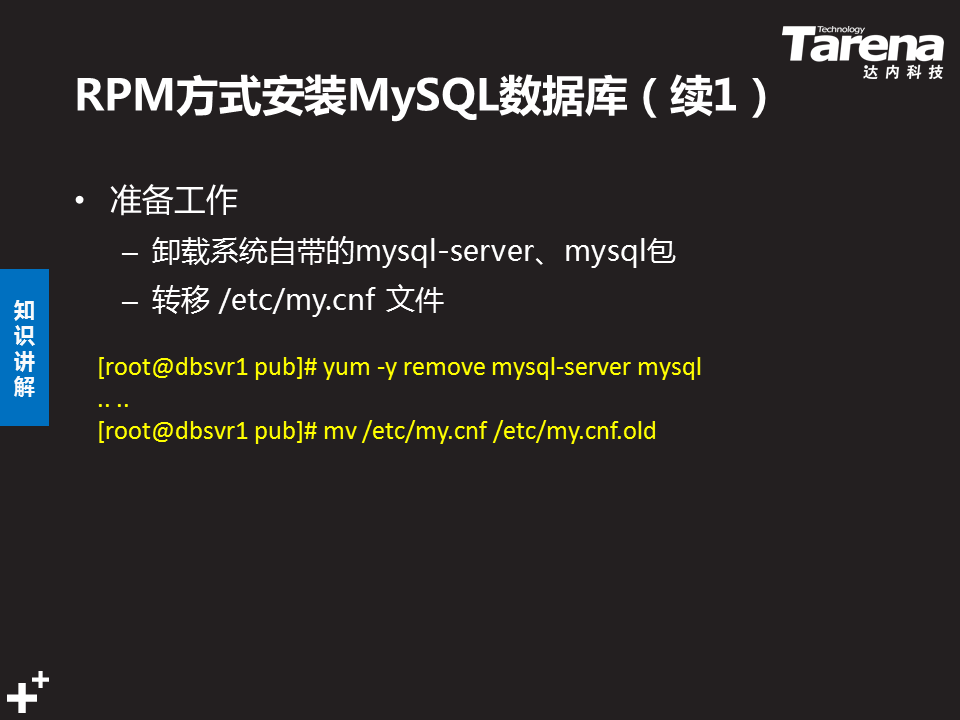 Technology
Tarena
达内科技
RPM方式安装MySQL数据库（续1）
• 准备工作
– 卸载系统自带的mysql-server、mysql包
– 转移 /etc/my.cnf 文件
知
识
讲
解
[root@dbsvr1 pub]# yum -y remove mysql-server mysql
.. ..
[root@dbsvr1 pub]# mv /etc/my.cnf /etc/my.cnf.old